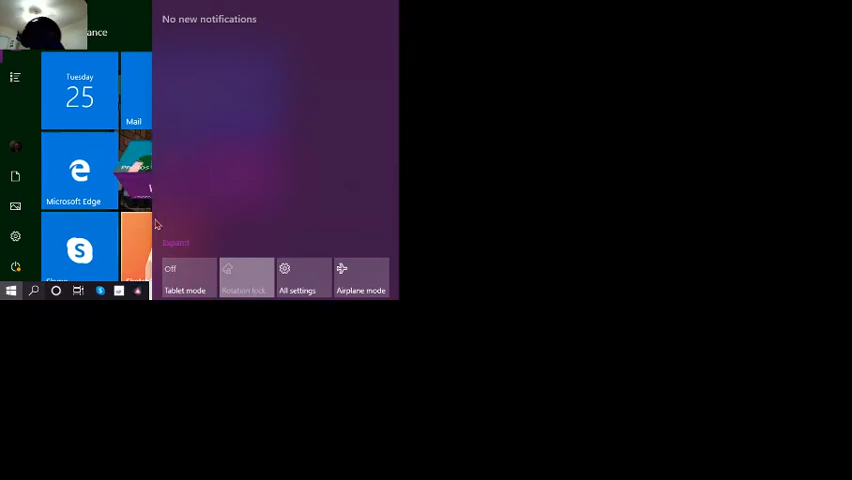 No new notifications
ance
Tuesday
25
Mail
Microsoft Edge
Expand
Off
Tablet mode
Rotation lock
All settings
Airplane mode